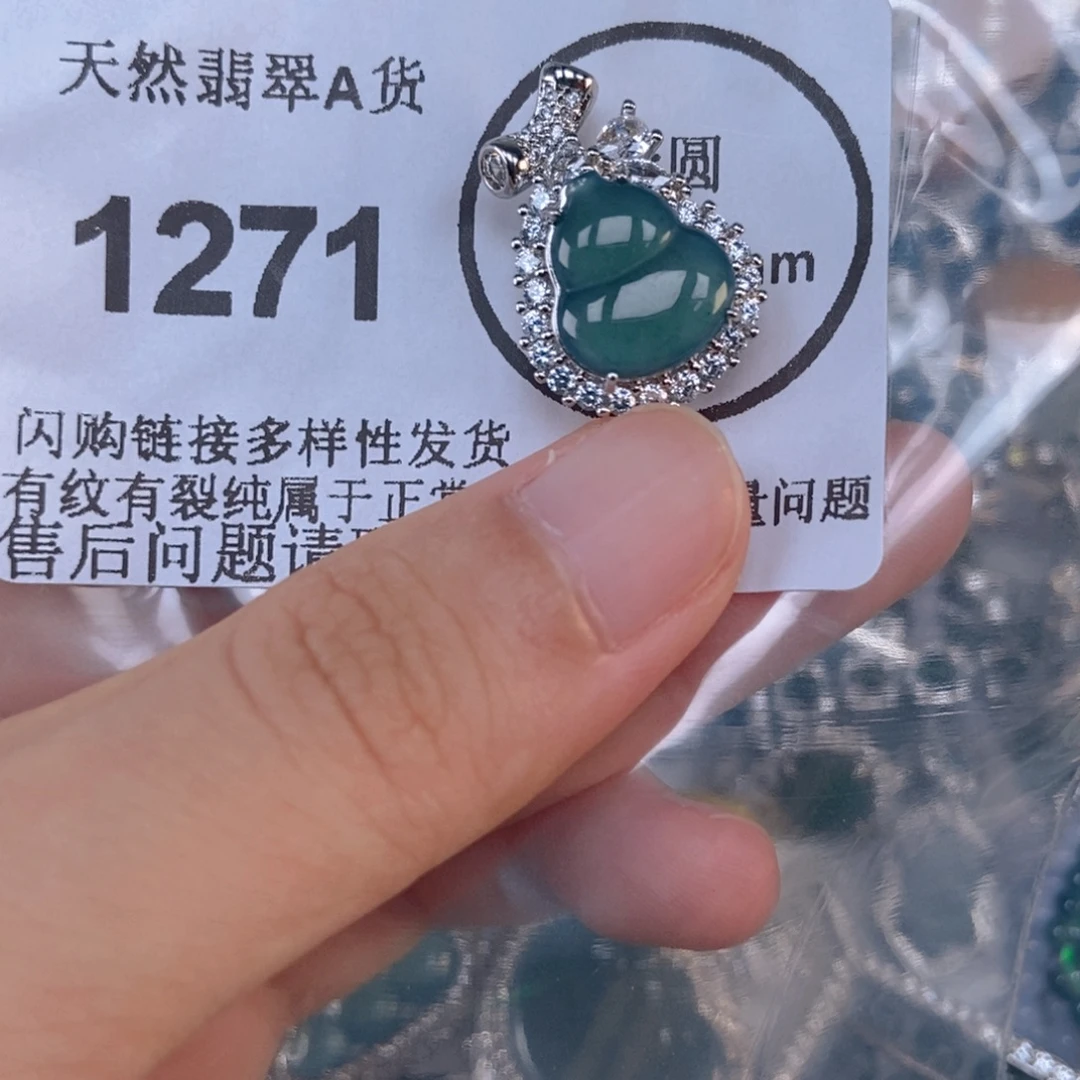 天然翡翠A货
圆
1271
m
闪购链接多样性发货
有纹有裂纯属于正常 量问题
售后问题请